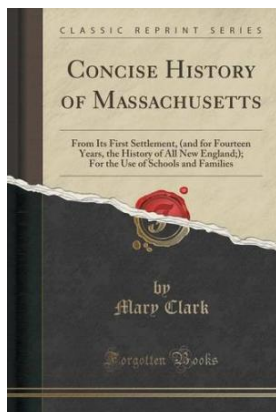 CLASSIC REPRINT SERIES
CONCISE HISTORY
OF MASSACHUSETTS
From Its First Settlement, (and for Fourteen
Years, the History of All New England;);
For the Use of Schools and Families
by
Mary Clark
Forgotten Books